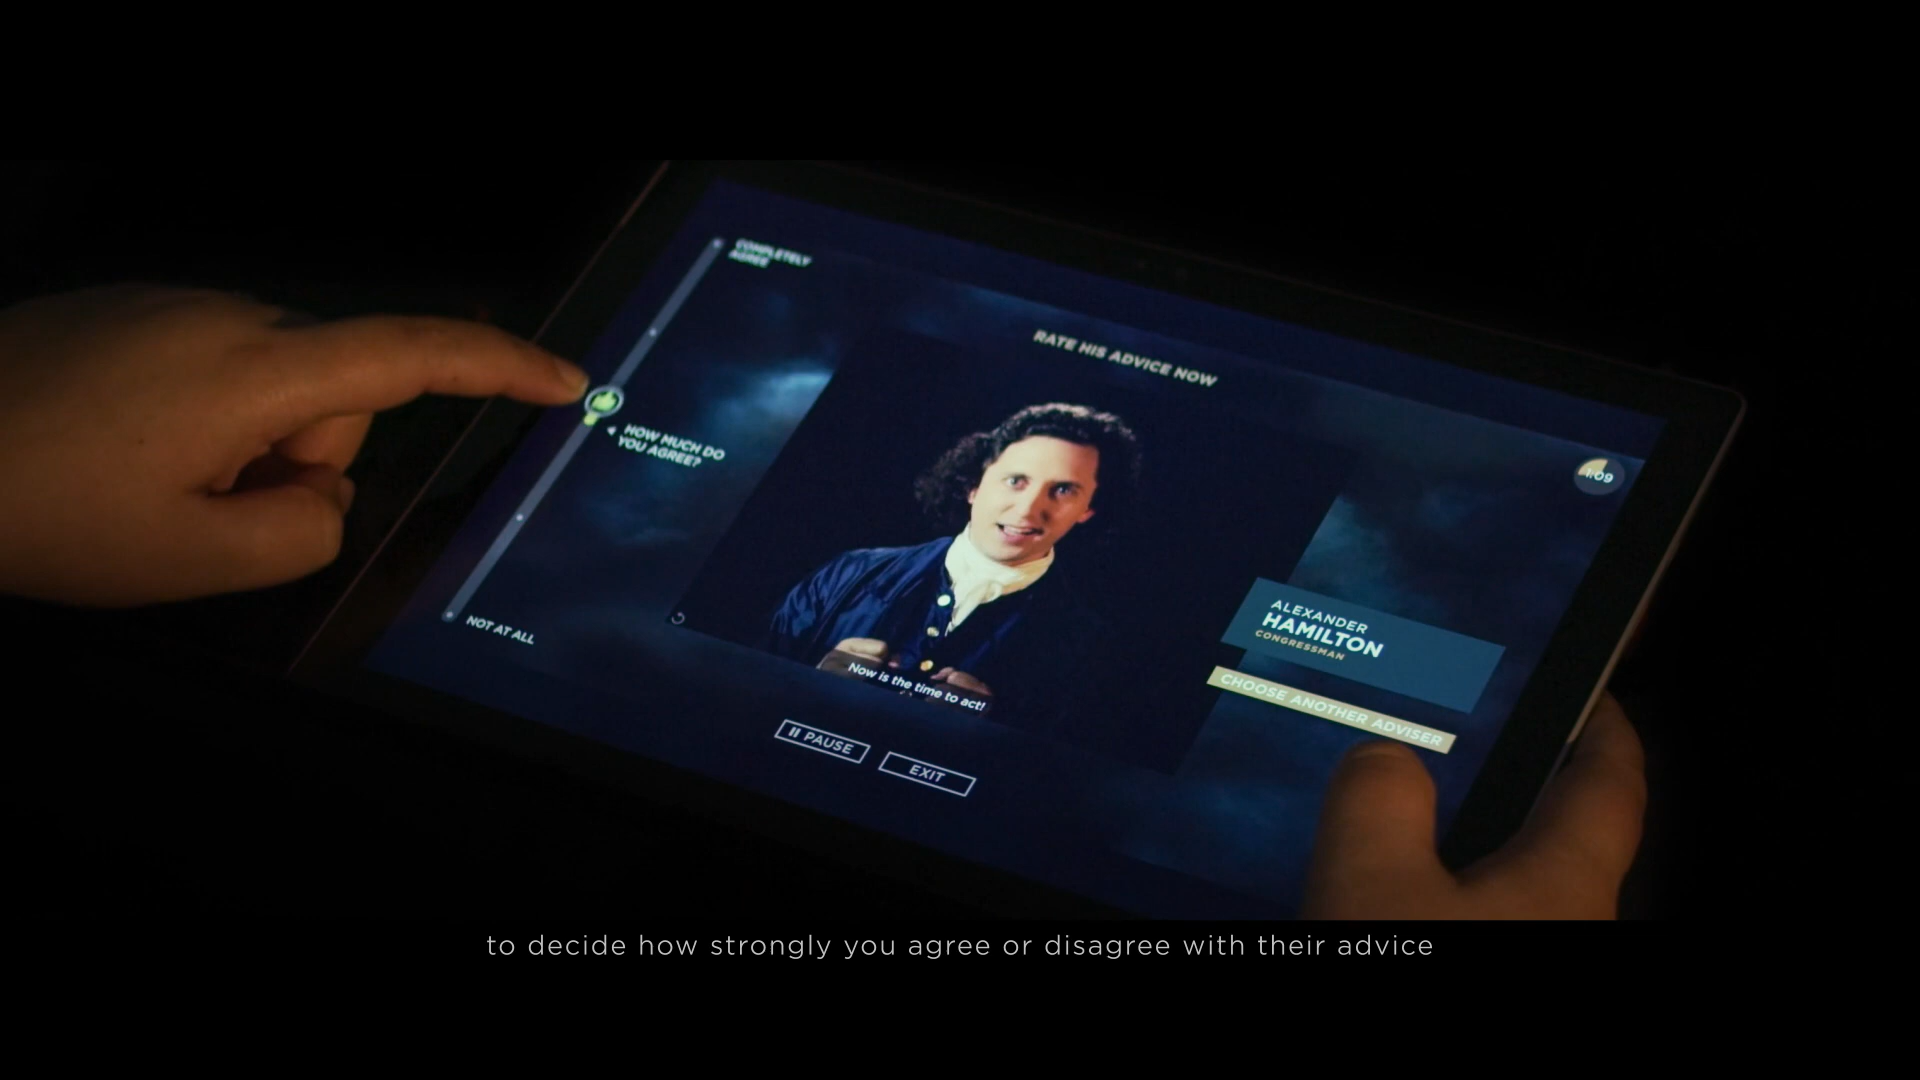 COMPLETELY
AGREE
RATE HIS ADVICE NOW
HOW MUCH DO
YOU AGREE?
1:09
NOT AT ALL
ALEXANDER
HAMILTON
CONGRESSMAN
Now is the time to act!
CHOOSE ANOTHER ADVISER
PAUSE
EXIT
to decide how strongly you agree or disagree with their advice